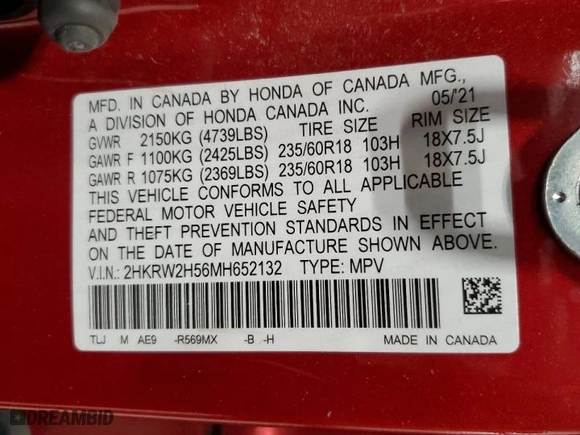 MFD. IN CANADA BY HONDA OF CANADA MFG.,
A DIVISION OF HONDA CANADA INC. 05/'21
GVWR 2150KG (4739LBS) TIRE SIZE RIM SIZE
GAWR F 1100KG (2425LBS) 235/60R18 103H 18X7.5J
GAWR R 1075KG (2369LBS) 235/60R18 103H 18X7.5J
THIS VEHICLE CONFORMS TO ALL APPLICABLE
FEDERAL MOTOR VEHICLE SAFETY
AND THEFT PREVENTION STANDARDS IN EFFECT
ON THE DATE OF MANUFACTURE SHOWN ABOVE.
V.I.N.: 2HKRW2H56MH652132 TYPE: MPV
TLJ M AE9 -R569MX -B -H MADE IN CANADA
DREAMBID